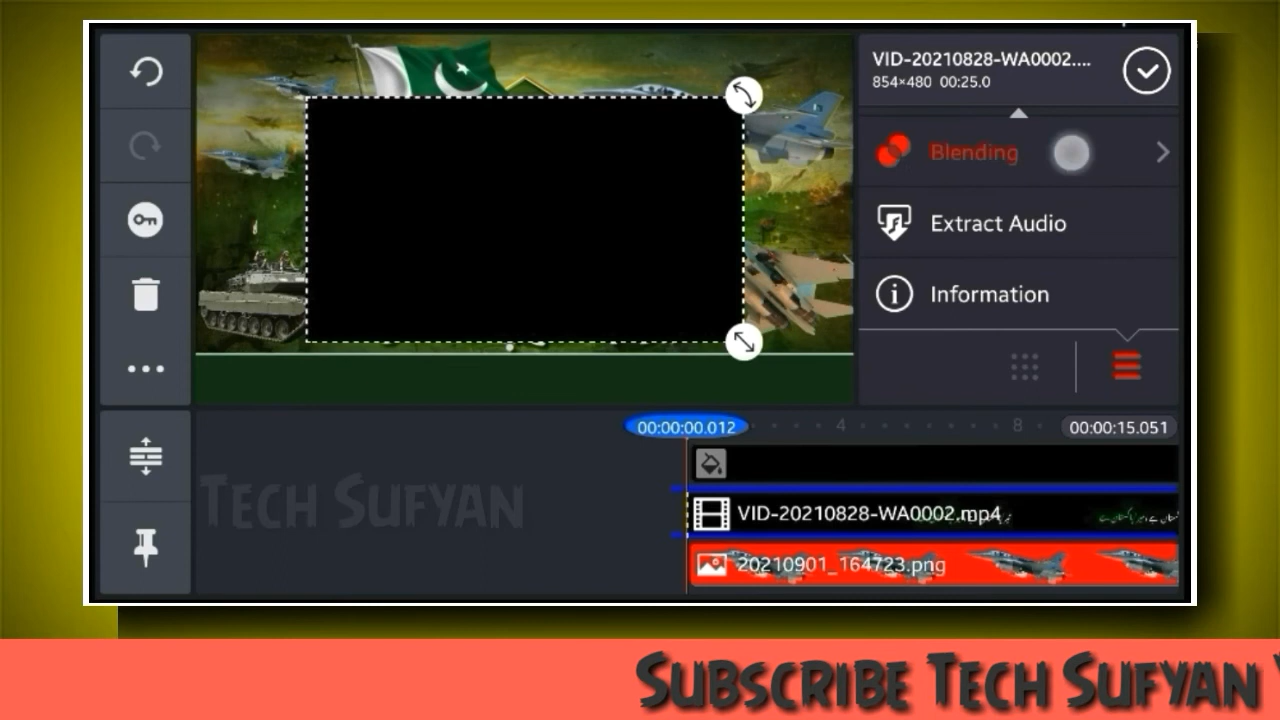 VID-20210828-WA0002....
854×480 00:25.0
Blending
Extract Audio
Information
00:00:00.012
4
8
00:00:15.051
TECH SUFYAN
VID-20210828-WA0002.mp4
20210901_164723.png
SUBSCRIBE TECH SUFYAN